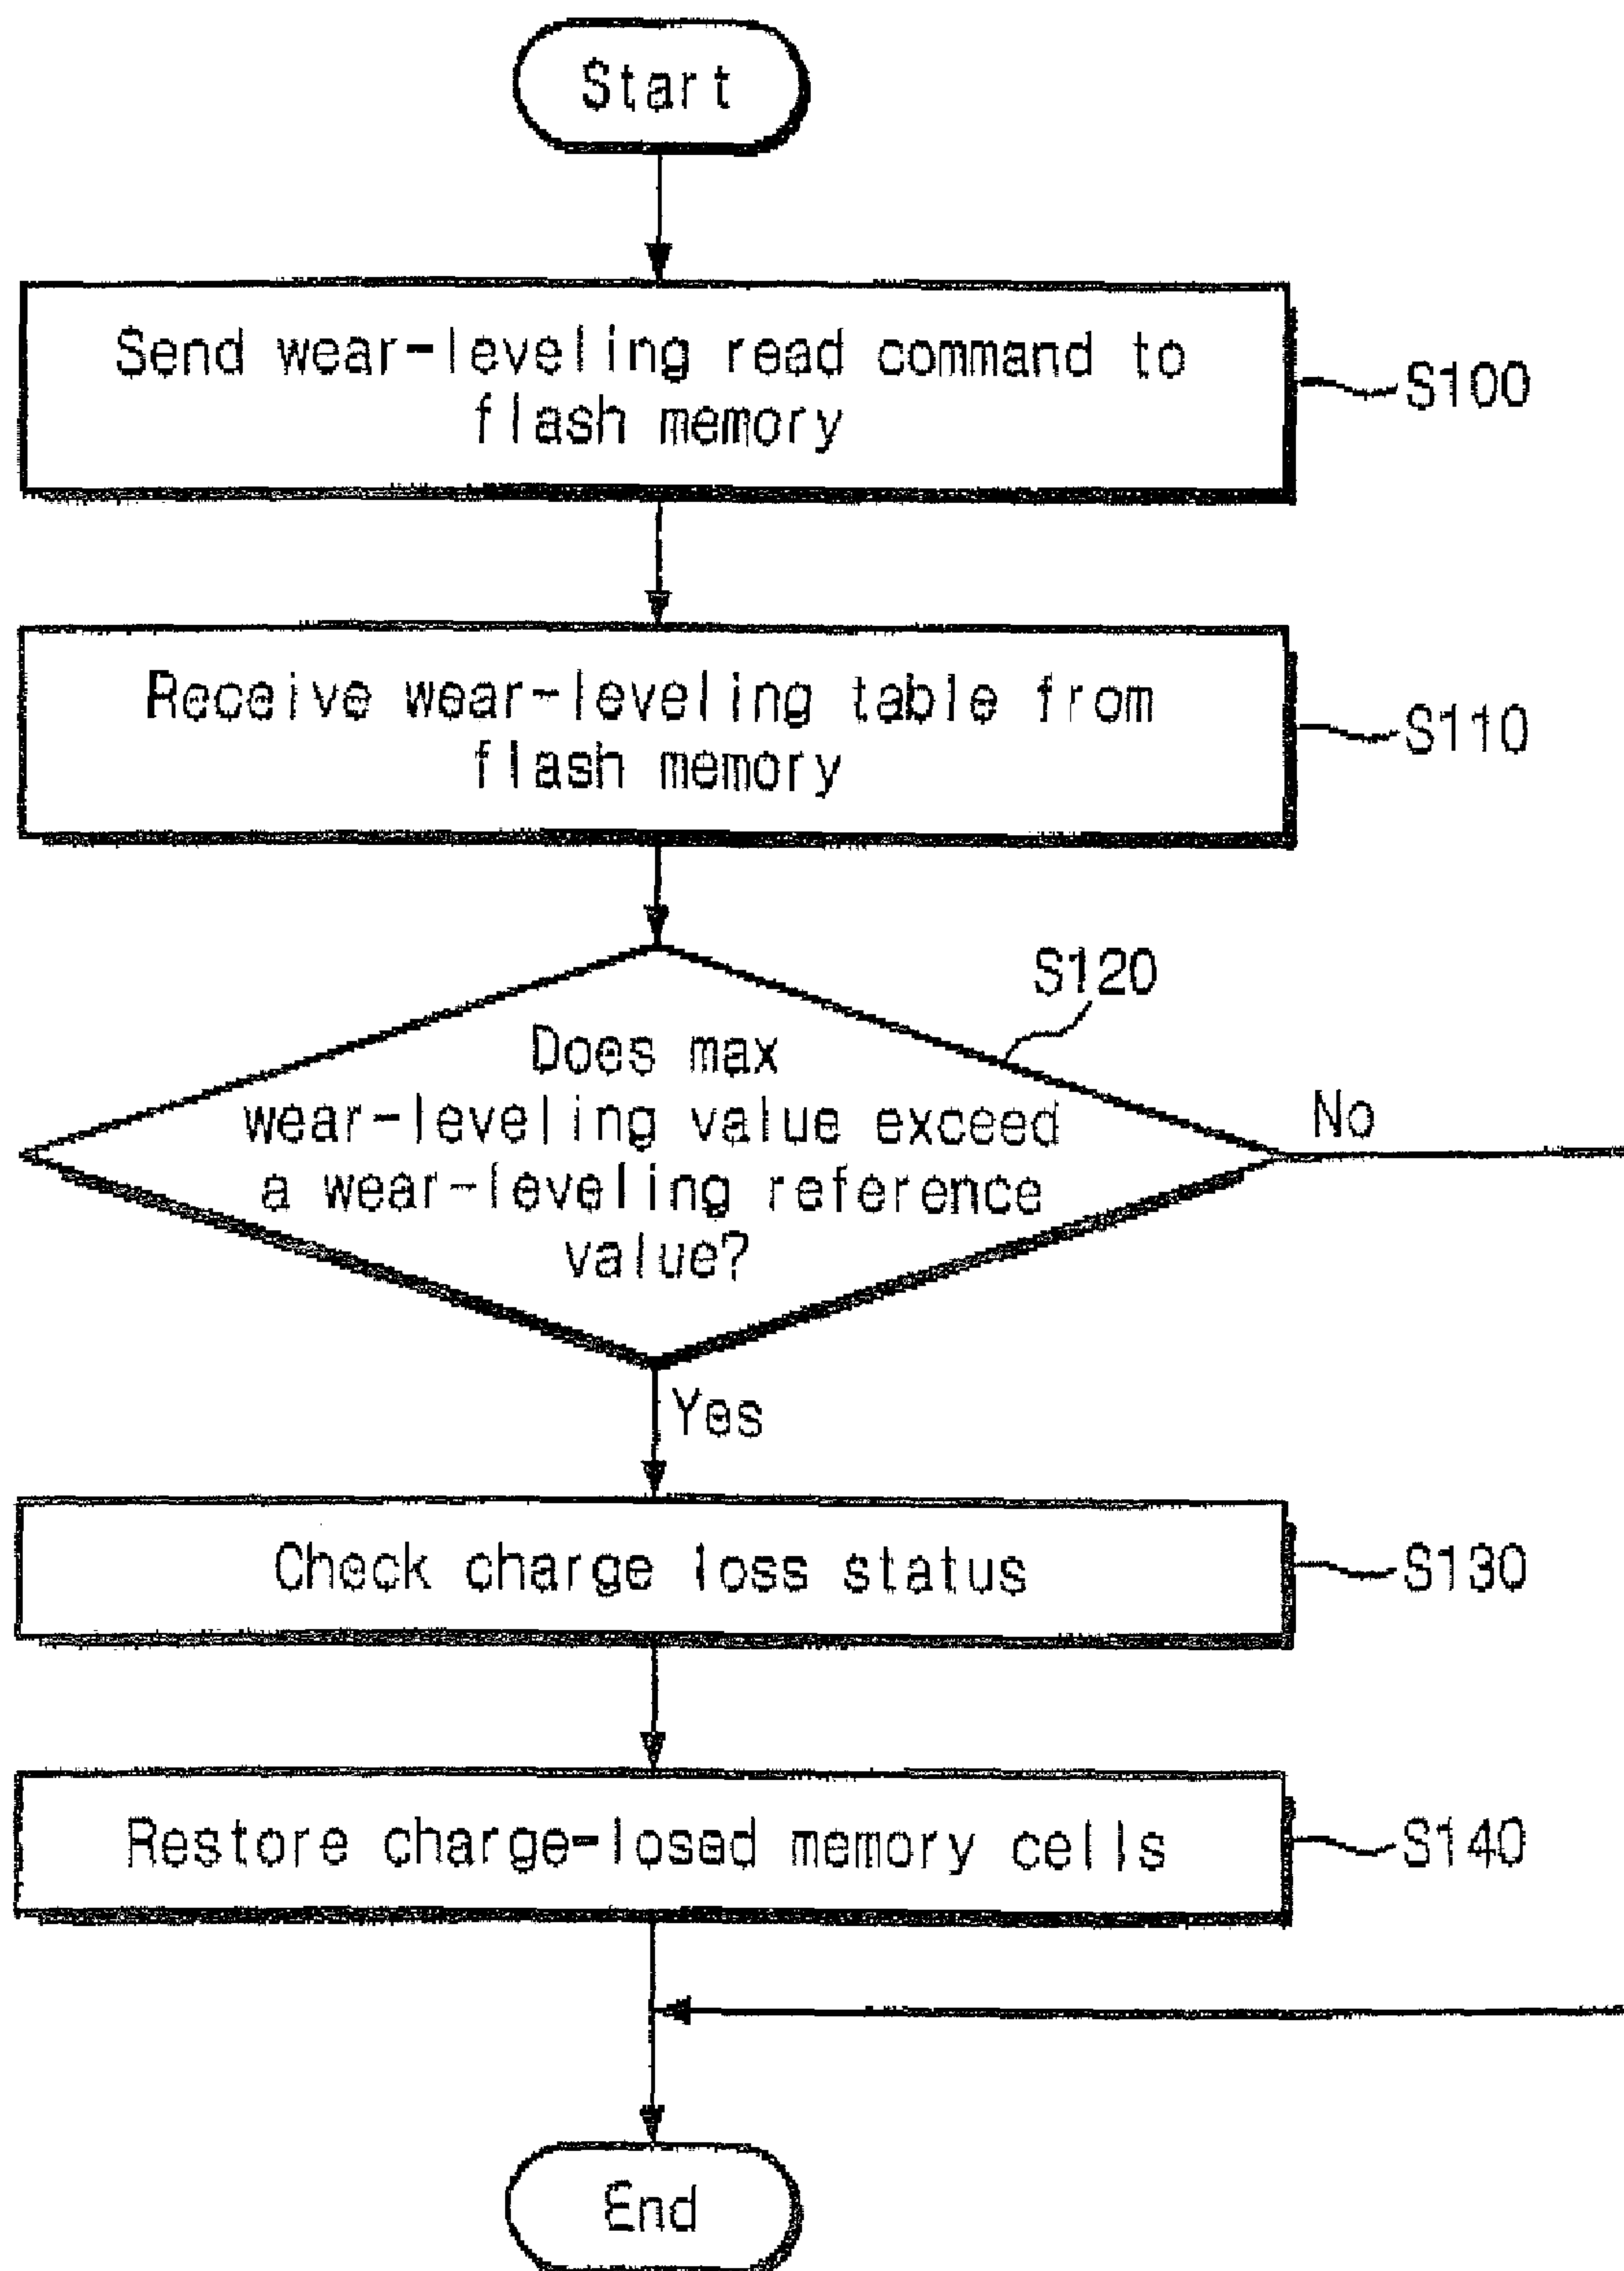 Start
Send wear-leveling read command to
flash memory
S100
Receive wear-leveling table from
flash memory
S110
S120
Does max
wear-leveling value exceed
a wear-leveling reference
value?
No
Yes
Check charge loss status
S130
Restore charge-losed memory cells
S140
End